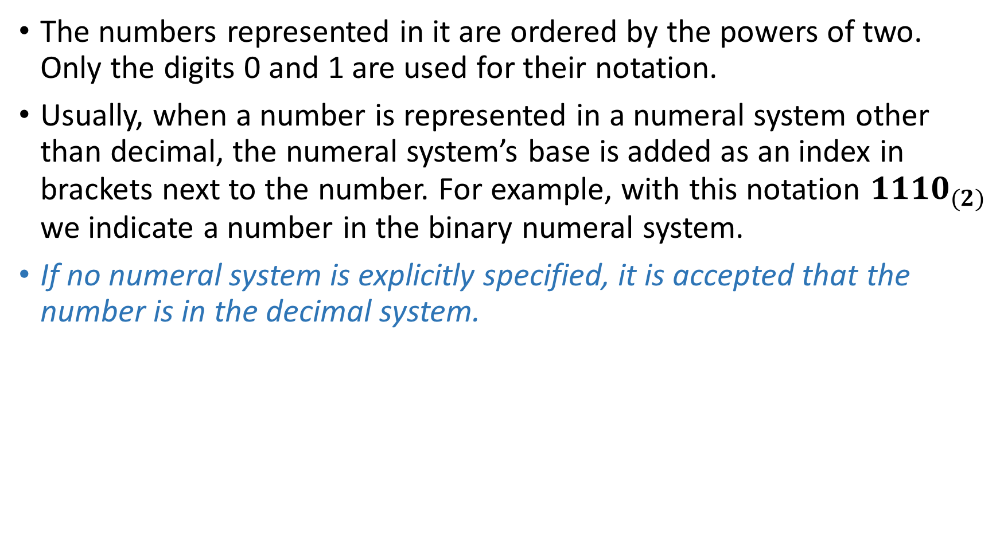 • The numbers represented in it are ordered by the powers of two.
Only the digits 0 and 1 are used for their notation.
• Usually, when a number is represented in a numeral system other
than decimal, the numeral system’s base is added as an index in
brackets next to the number. For example, with this notation 1110₍₂₎
we indicate a number in the binary numeral system.
• If no numeral system is explicitly specified, it is accepted that the
number is in the decimal system.